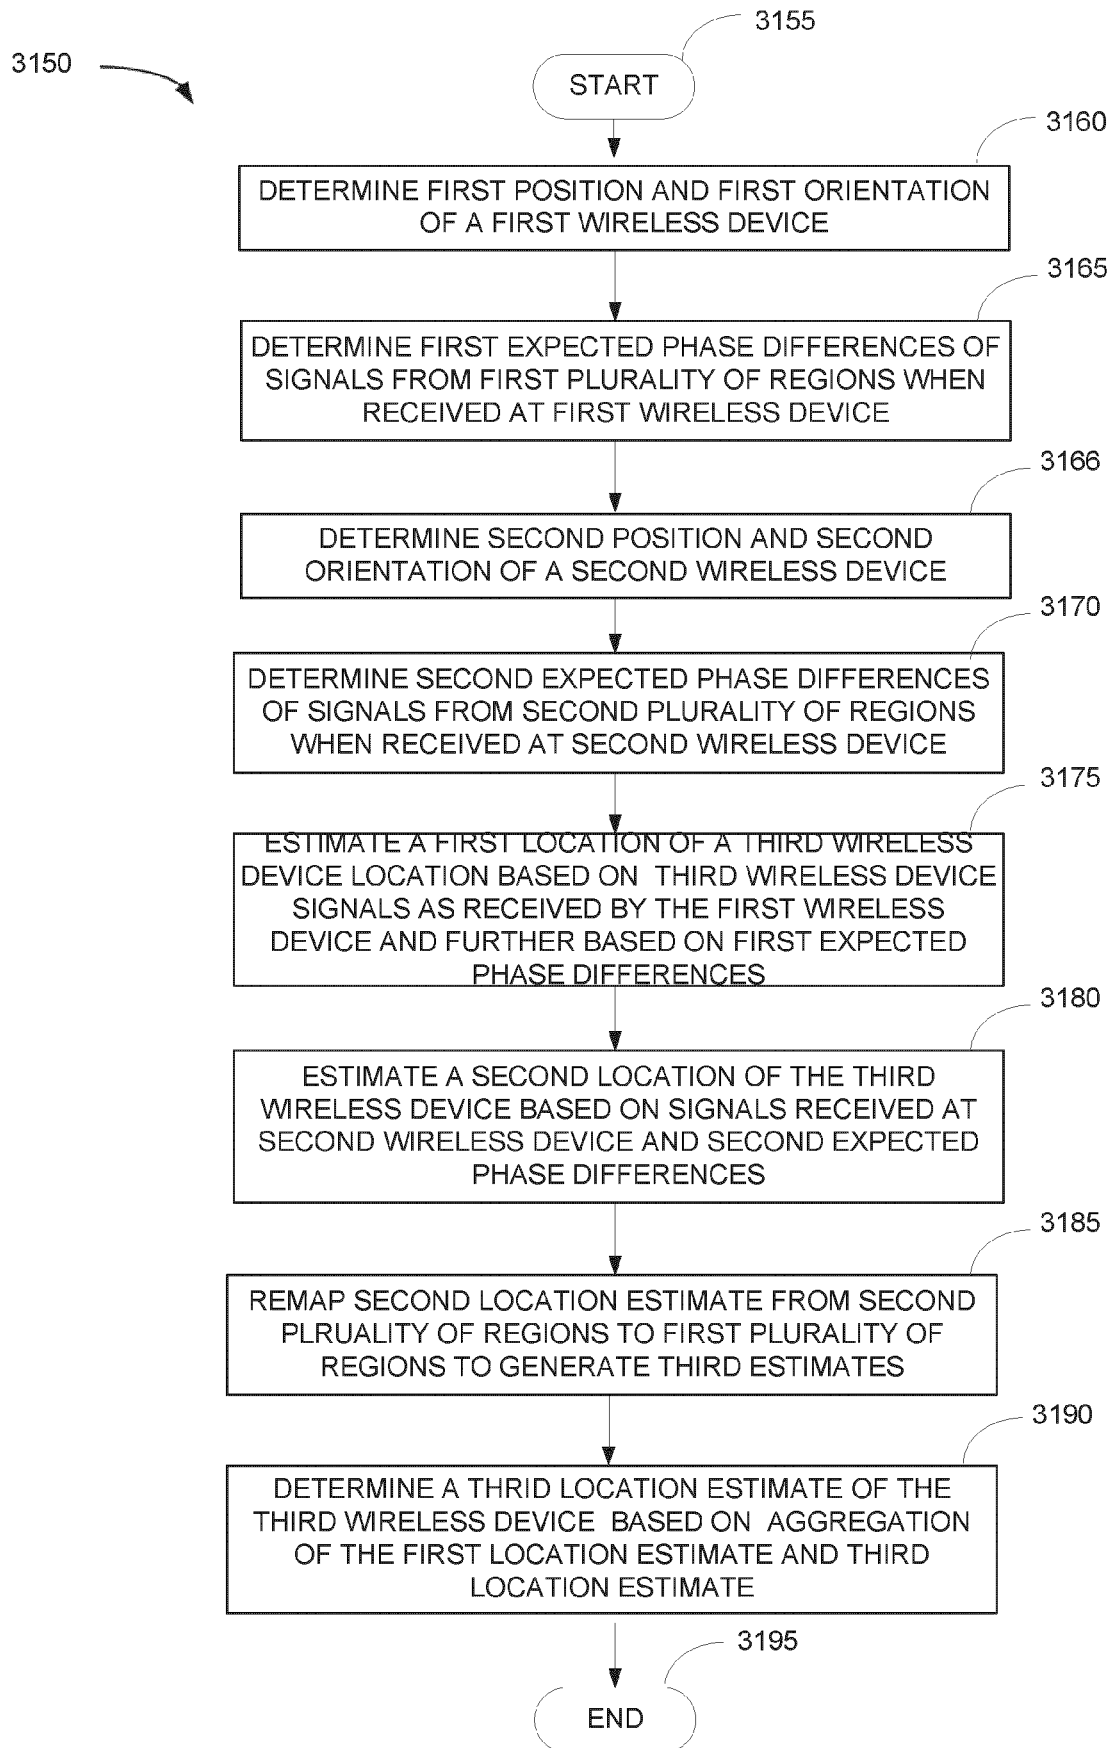 3155
3150
START
3160
DETERMINE FIRST POSITION AND FIRST ORIENTATION
OF A FIRST WIRELESS DEVICE
3165
DETERMINE FIRST EXPECTED PHASE DIFFERENCES OF
SIGNALS FROM FIRST PLURALITY OF REGIONS WHEN
RECEIVED AT FIRST WIRELESS DEVICE
3166
DETERMINE SECOND POSITION AND SECOND
ORIENTATION OF A SECOND WIRELESS DEVICE
3170
DETERMINE SECOND EXPECTED PHASE DIFFERENCES
OF SIGNALS FROM SECOND PLURALITY OF REGIONS
WHEN RECEIVED AT SECOND WIRELESS DEVICE
3175
ESTIMATE A FIRST LOCATION OF A THIRD WIRELESS
DEVICE LOCATION BASED ON THIRD WIRELESS DEVICE
SIGNALS AS RECEIVED BY THE FIRST WIRELESS
DEVICE AND FURTHER BASED ON FIRST EXPECTED
PHASE DIFFERENCES
3180
ESTIMATE A SECOND LOCATION OF THE THIRD
WIRELESS DEVICE BASED ON SIGNALS RECEIVED AT
SECOND WIRELESS DEVICE AND SECOND EXPECTED
PHASE DIFFERENCES
3185
REMAP SECOND LOCATION ESTIMATE FROM SECOND
PLRUALITY OF REGIONS TO FIRST PLURALITY OF
REGIONS TO GENERATE THIRD ESTIMATES
3190
DETERMINE A THRID LOCATION ESTIMATE OF THE
THIRD WIRELESS DEVICE BASED ON AGGREGATION
OF THE FIRST LOCATION ESTIMATE AND THIRD
LOCATION ESTIMATE
3195
END